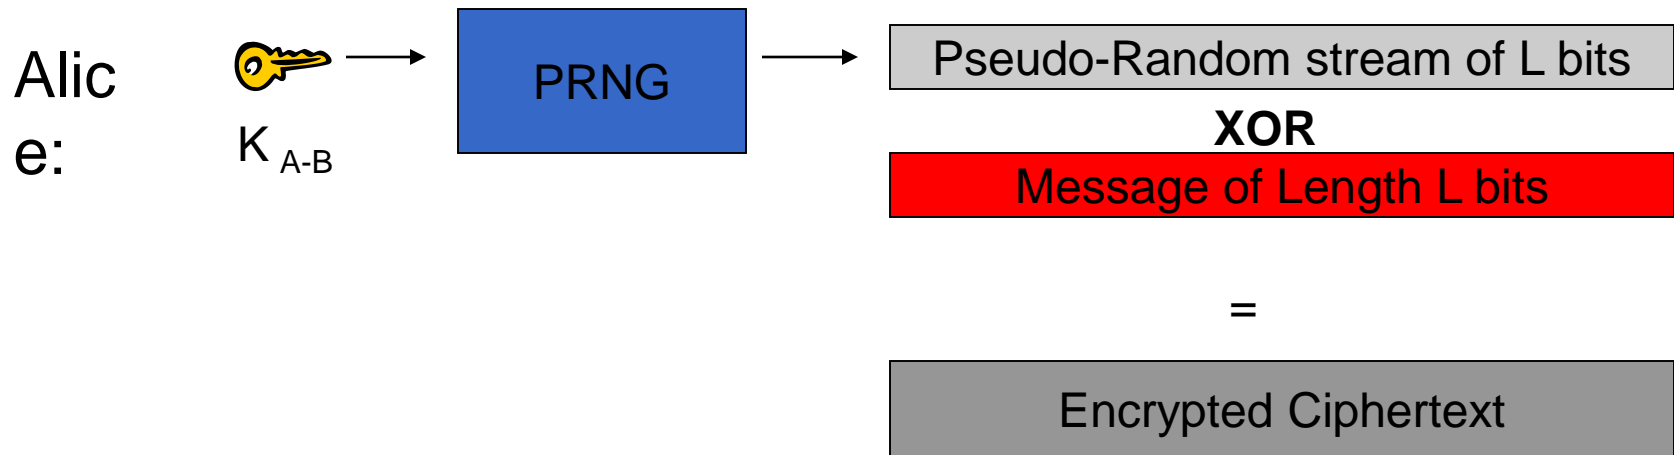 Alic
e:
K A-B
PRNG
Pseudo-Random stream of L bits
XOR
Message of Length L bits
=
Encrypted Ciphertext